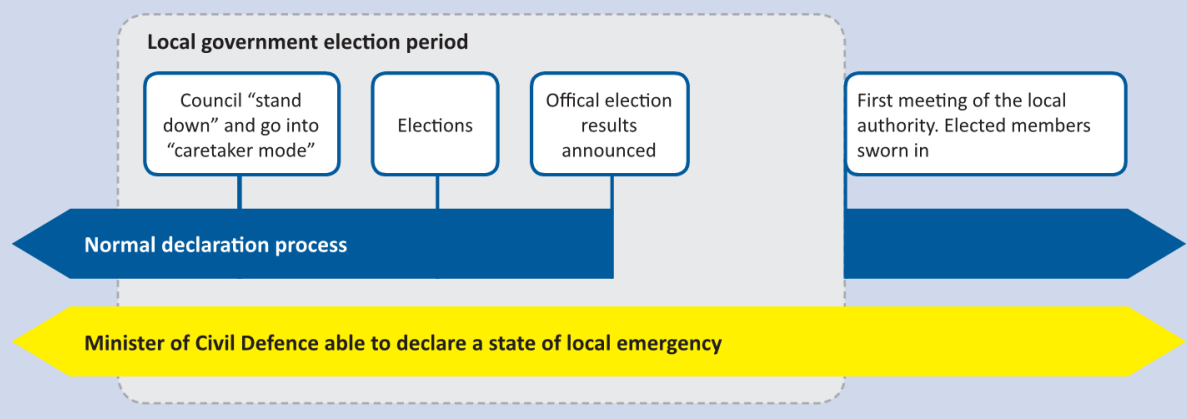 Local government election period
Council “stand
down” and go into
“caretaker mode”
Elections
Offical election
results
announced
First meeting of the local
authority. Elected members
sworn in
Normal declaration process
Minister of Civil Defence able to declare a state of local emergency